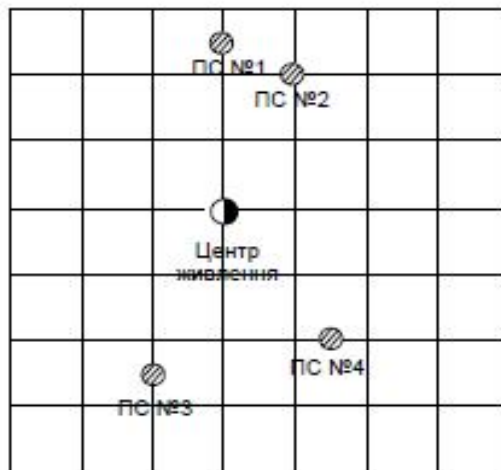 ПС №1
ПС №2
Центр
живлення
ПС №4
ПС №3